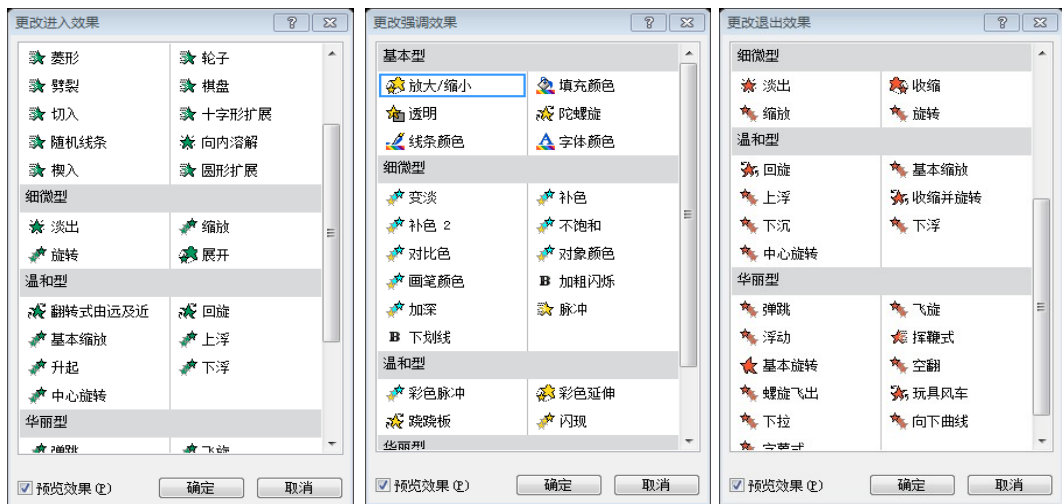 更改进入效果
菱形 轮子
劈裂 棋盘
切入 十字形扩展
随机线条 向内溶解
楔入 圆形扩展
细微型
淡出 缩放
旋转 展开
温和型
翻转式由远及近 回旋
基本缩放 上浮
升起 下浮
中心旋转
华丽型
弹跳 飞旋
预览效果(P) 确定 取消
更改强调效果
基本型
放大/缩小 填充颜色
透明 陀螺旋
线条颜色 字体颜色
细微型
变淡 补色
补色 2 不饱和
对比色 对象颜色
画笔颜色 B 加粗闪烁
加深 脉冲
B 下划线
温和型
彩色脉冲 彩色延伸
跷跷板 闪现
华丽型
预览效果(P) 确定 取消
更改退出效果
细微型
淡出 收缩
缩放 旋转
温和型
回旋 基本缩放
上浮 收缩并旋转
下沉 下浮
中心旋转
华丽型
弹跳 飞旋
浮动 挥鞭式
基本旋转 空翻
螺旋飞出 玩具风车
下拉 向下曲线
字幕式
预览效果(P) 确定 取消